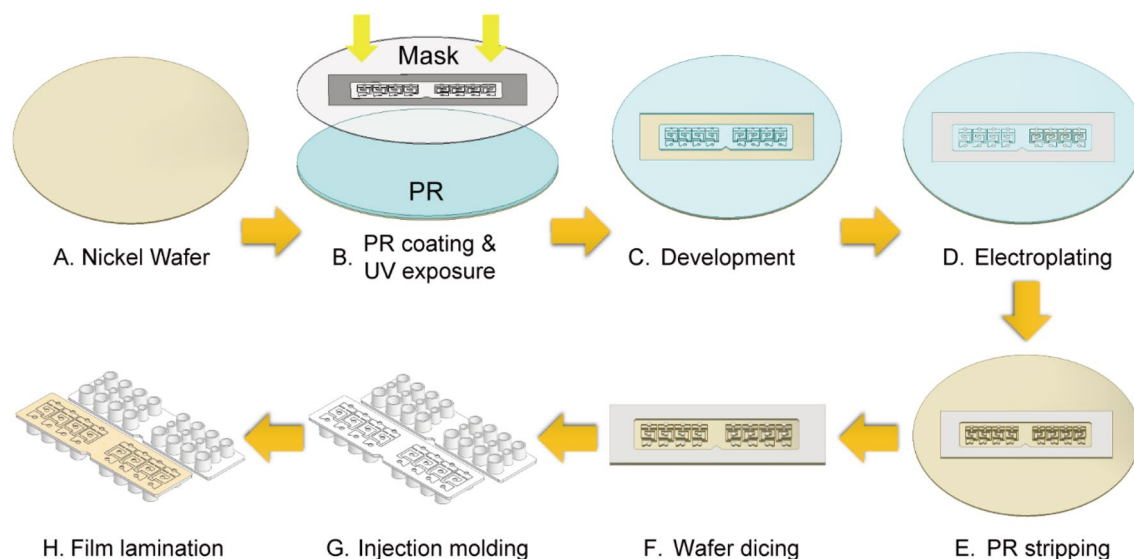 Mask
PR
A. Nickel Wafer
B. PR coating &
UV exposure
C. Development
D. Electroplating
H. Film lamination
G. Injection molding
F. Wafer dicing
E. PR stripping